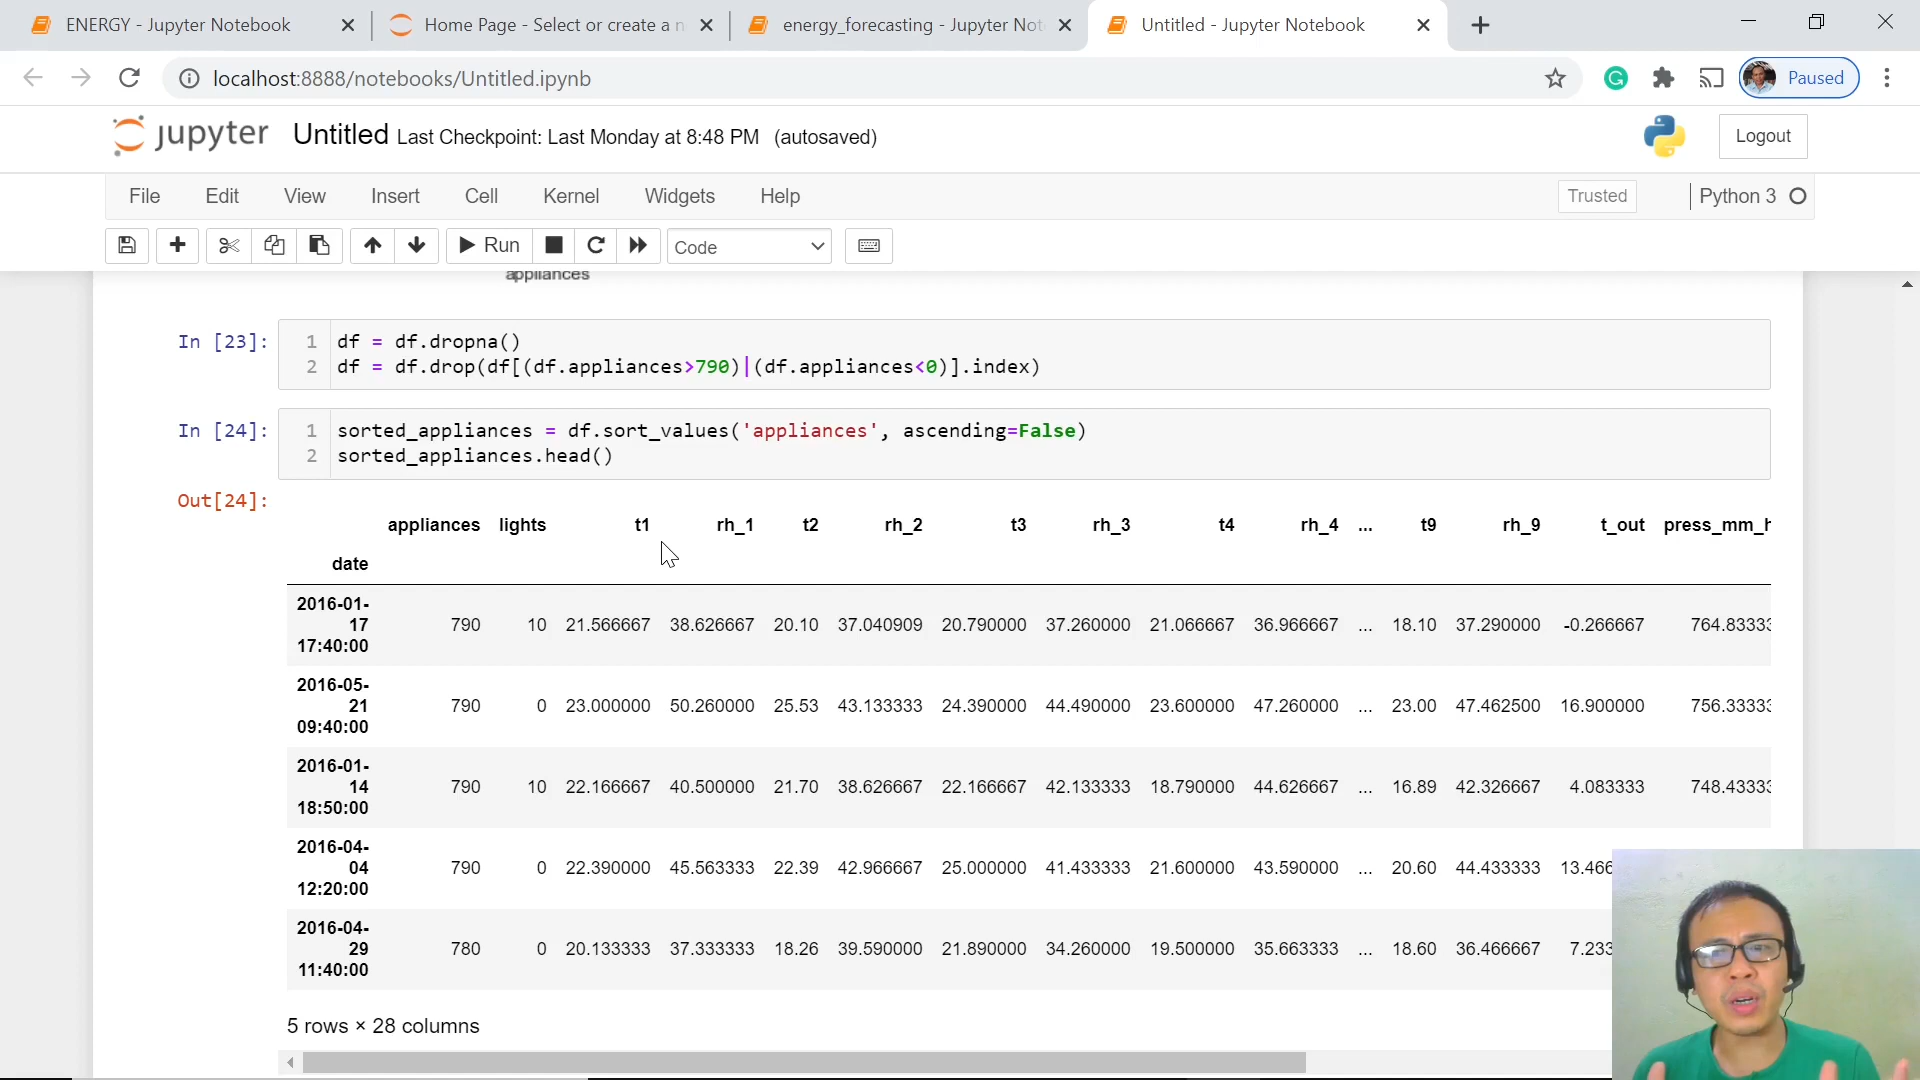 ENERGY - Jupyter Notebook
Home Page - Select or create a n
energy_forecasting - Jupyter Not
Untitled - Jupyter Notebook
localhost:8888/notebooks/Untitled.ipynb
Paused
jupyter Untitled Last Checkpoint: Last Monday at 8:48 PM (autosaved)
Logout
File Edit View Insert Cell Kernel Widgets Help
Trusted
Python 3
Run
Code
appliances
In [23]:
1 df = df.dropna()
2 df = df.drop(df[(df.appliances>790)|(df.appliances<0)].index)
In [24]:
1 sorted_appliances = df.sort_values('appliances', ascending=False)
2 sorted_appliances.head()
Out[24]:
appliances lights t1 rh_1 t2 rh_2 t3 rh_3 t4 rh_4 ... t9 rh_9 t_out press_mm_h
date
2016-01-
17 790 10 21.566667 38.626667 20.10 37.040909 20.790000 37.260000 21.066667 36.966667 ... 18.10 37.290000 -0.266667 764.83333
17:40:00
2016-05-
21 790 0 23.000000 50.260000 25.53 43.133333 24.390000 44.490000 23.600000 47.260000 ... 23.00 47.462500 16.900000 756.33333
09:40:00
2016-01-
14 790 10 22.166667 40.500000 21.70 38.626667 22.166667 42.133333 18.790000 44.626667 ... 16.89 42.326667 4.083333 748.43333
18:50:00
2016-04-
04 790 0 22.390000 45.563333 22.39 42.966667 25.000000 41.433333 21.600000 43.590000 ... 20.60 44.433333 13.466
12:20:00
2016-04-
29 780 0 20.133333 37.333333 18.26 39.590000 21.890000 34.260000 19.500000 35.663333 ... 18.60 36.466667 7.233
11:40:00
5 rows × 28 columns